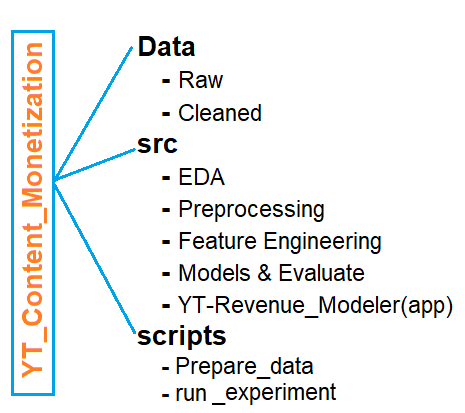 YT_Content_Monetization
Data
- Raw
- Cleaned
src
- EDA
- Preprocessing
- Feature Engineering
- Models & Evaluate
- YT-Revenue_Modeler(app)
scripts
- Prepare_data
- run _experiment